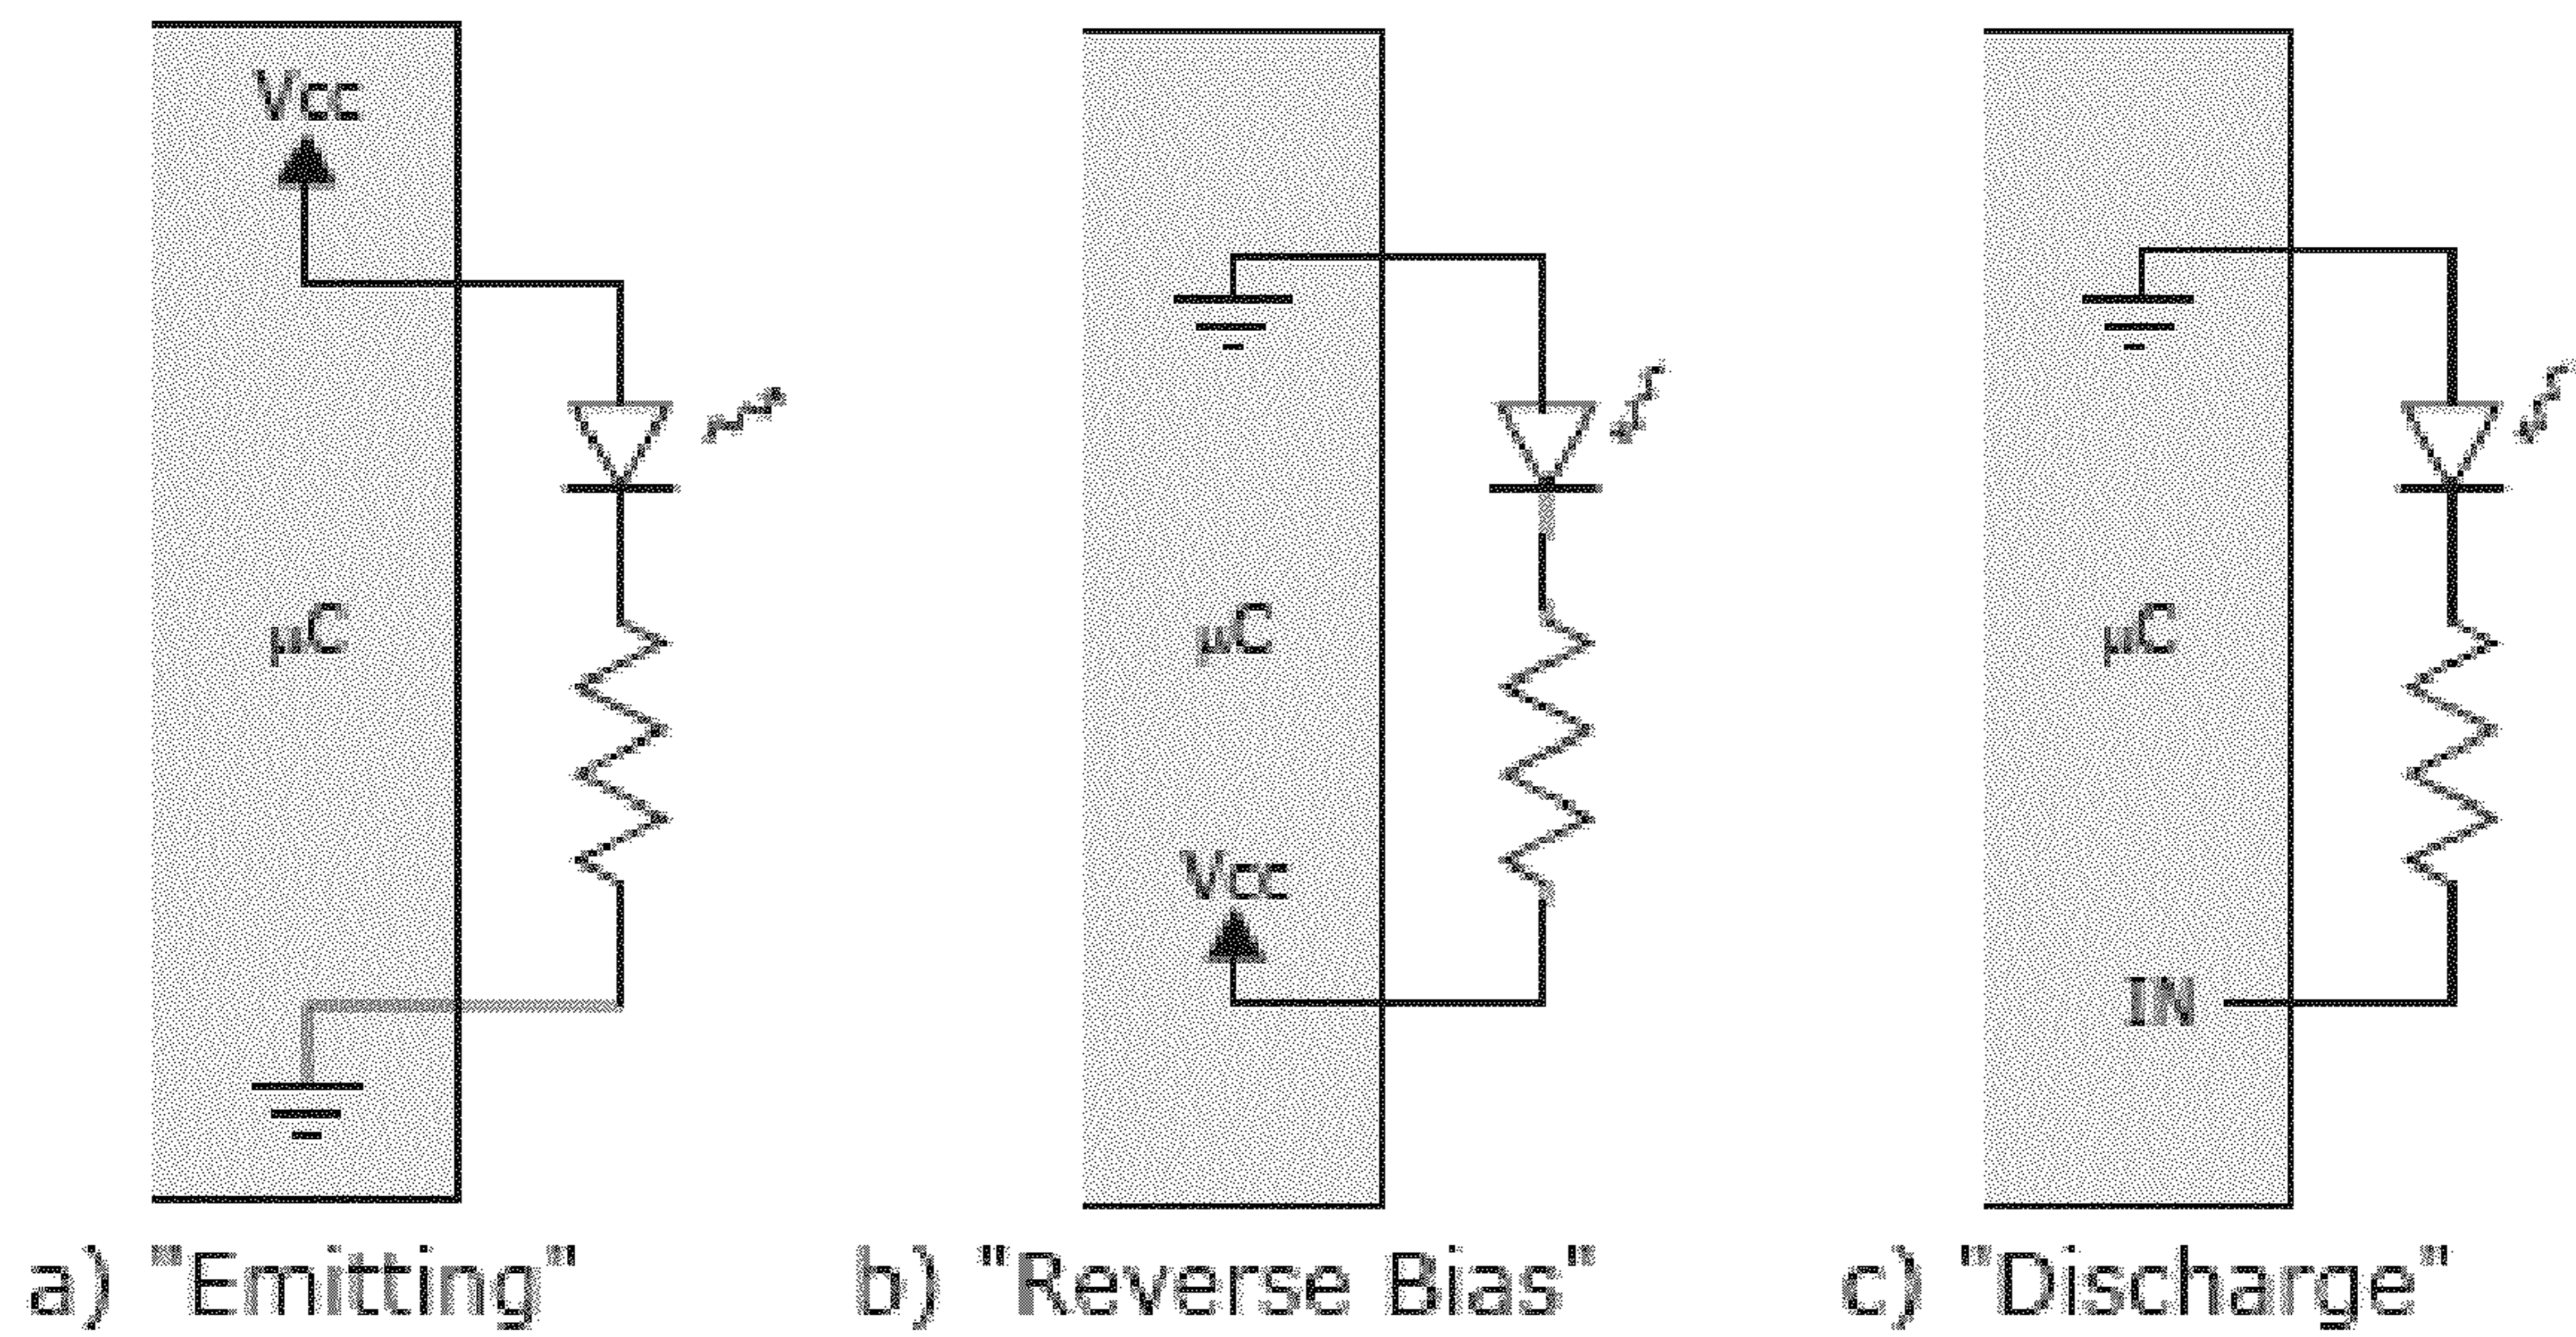 Vcc
µC
a) "Emitting"
µC
Vcc
b) "Reverse Bias"
µC
IN
c) "Discharge"